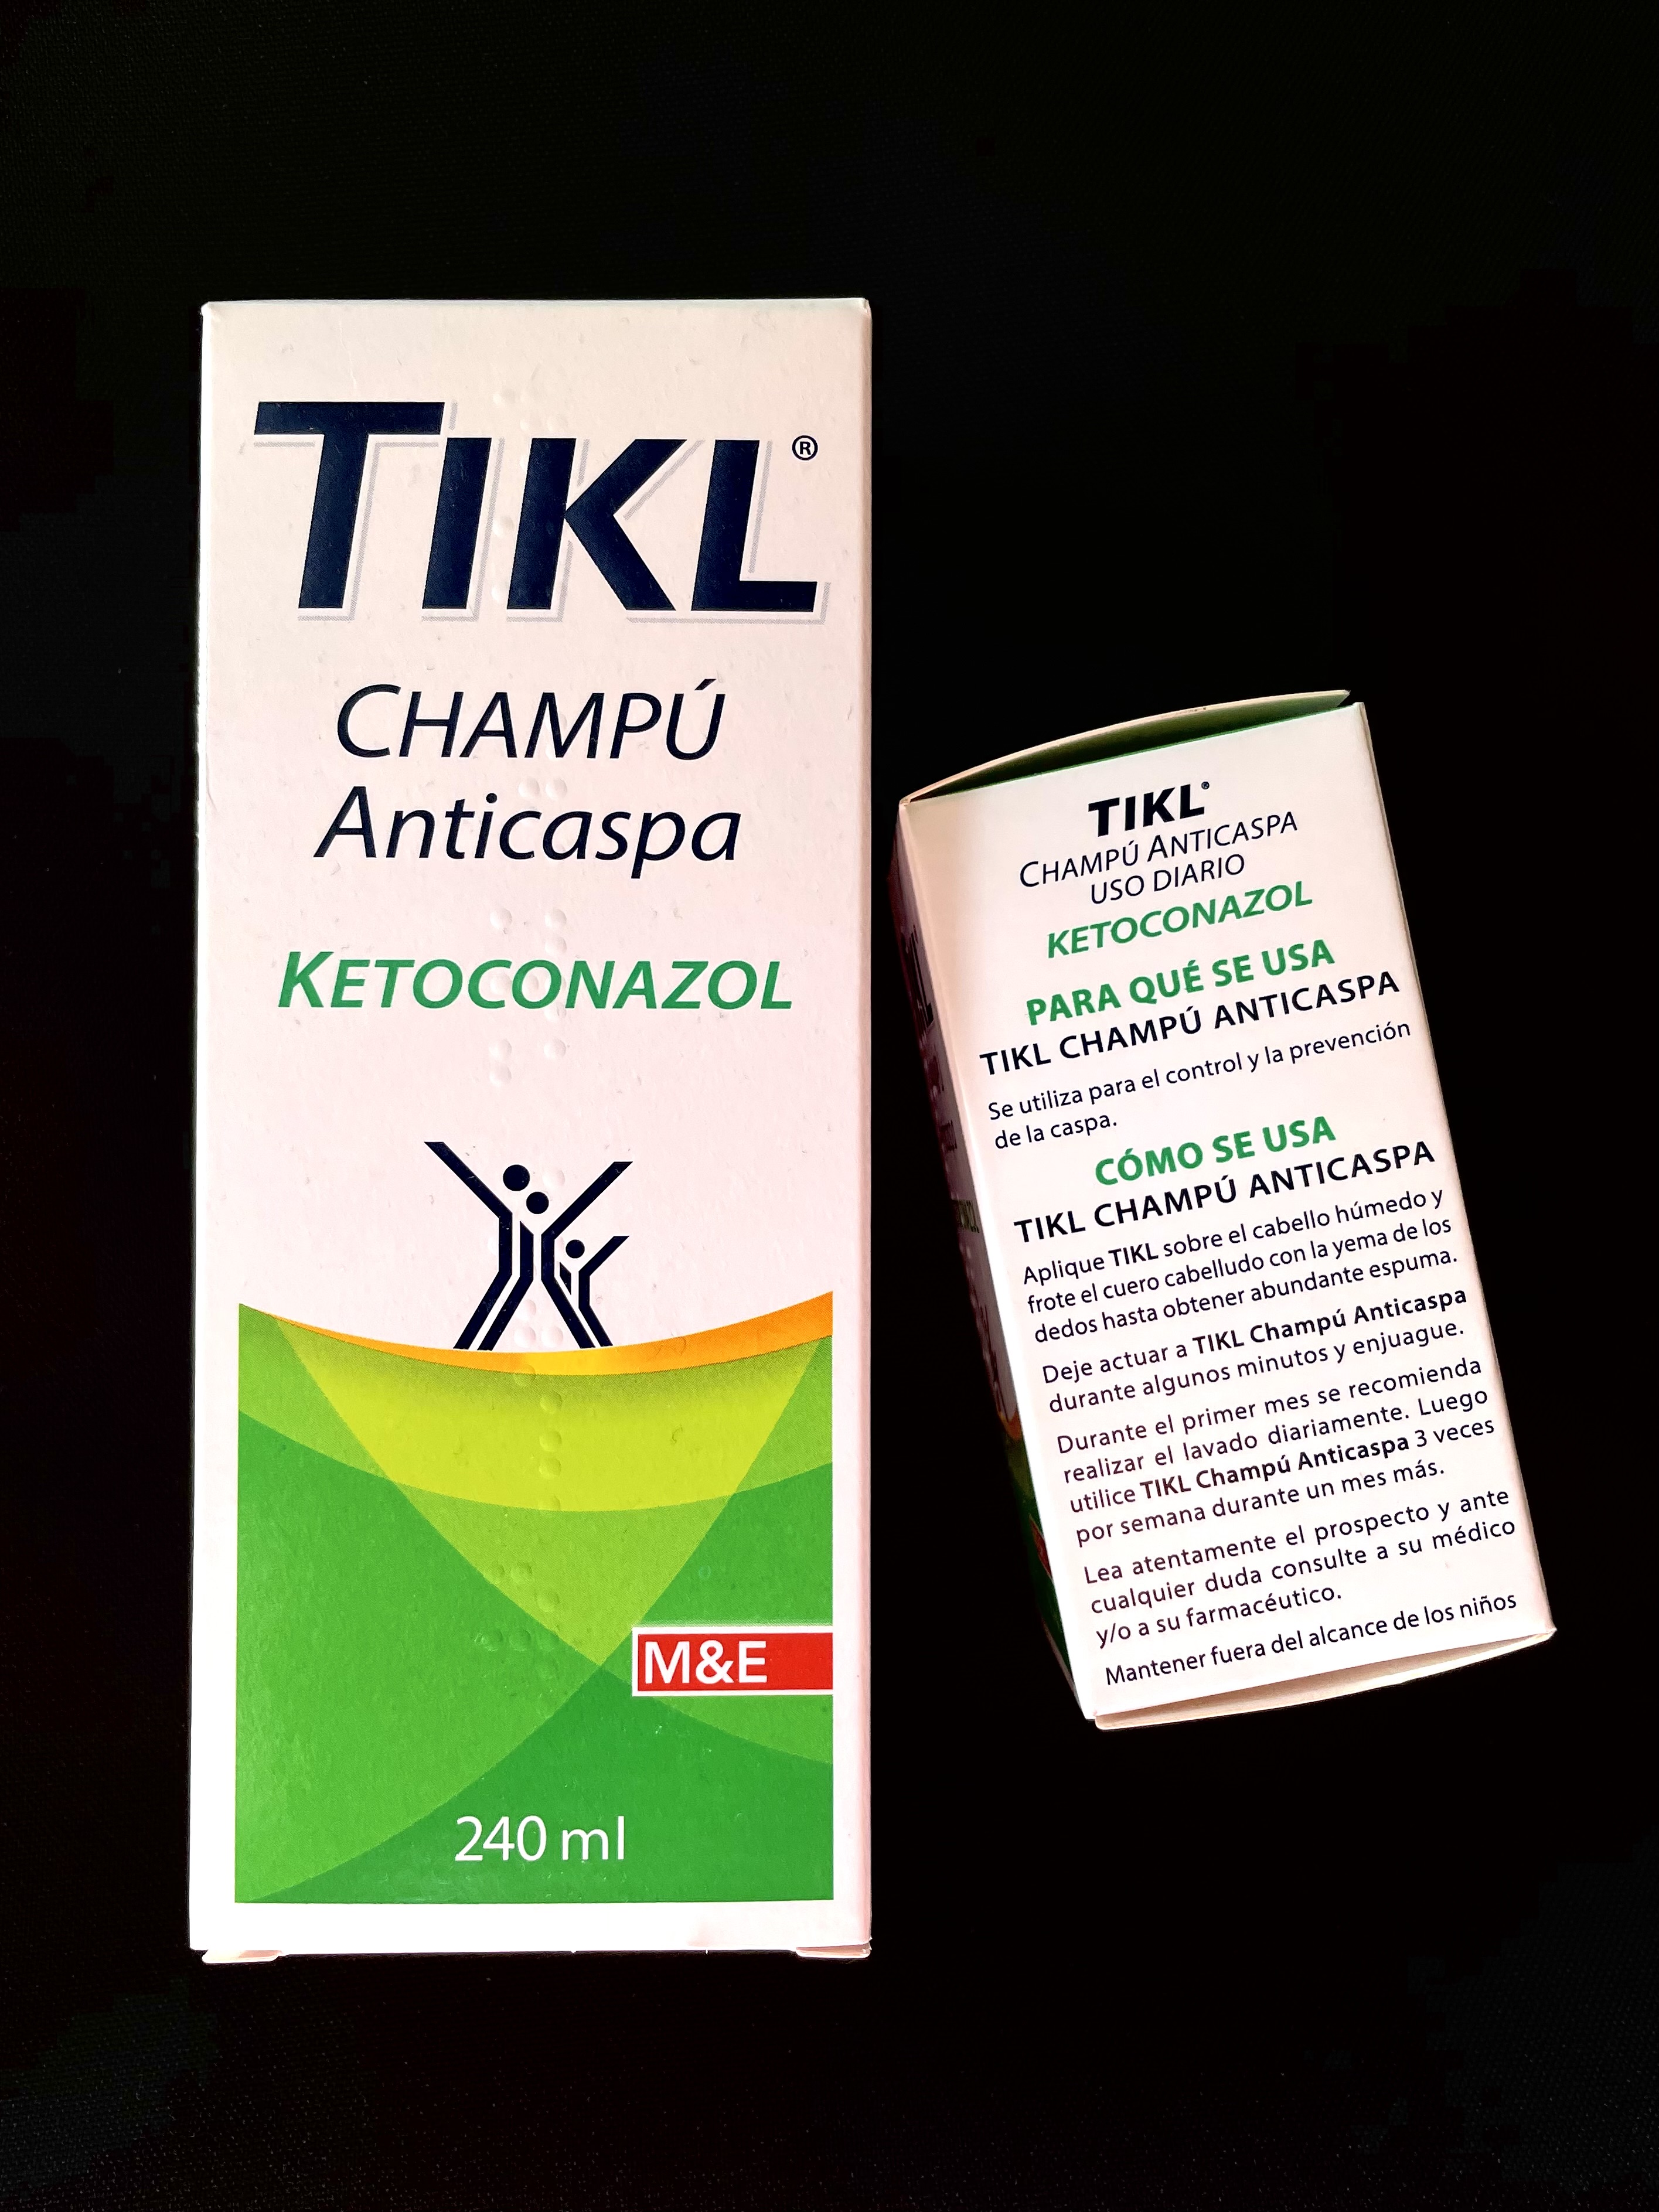 TIKL®
CHAMPÚ
Anticaspa
KETOCONAZOL
M&E
240 ml
TIKL®
CHAMPÚ ANTICASPA
USO DIARIO
KETOCONAZOL
PARA QUÉ SE USA
TIKL CHAMPÚ ANTICASPA
Se utiliza para el control y la prevención
de la caspa.
CÓMO SE USA
TIKL CHAMPÚ ANTICASPA
Aplique TIKL sobre el cabello húmedo y
frote el cuero cabelludo con la yema de los
dedos hasta obtener abundante espuma.
Deje actuar a TIKL Champú Anticaspa
durante algunos minutos y enjuague.
Durante el primer mes se recomienda
realizar el lavado diariamente. Luego
utilice TIKL Champú Anticaspa 3 veces
por semana durante un mes más.
Lea atentamente el prospecto y ante
cualquier duda consulte a su médico
y/o a su farmacéutico.
Mantener fuera del alcance de los niños